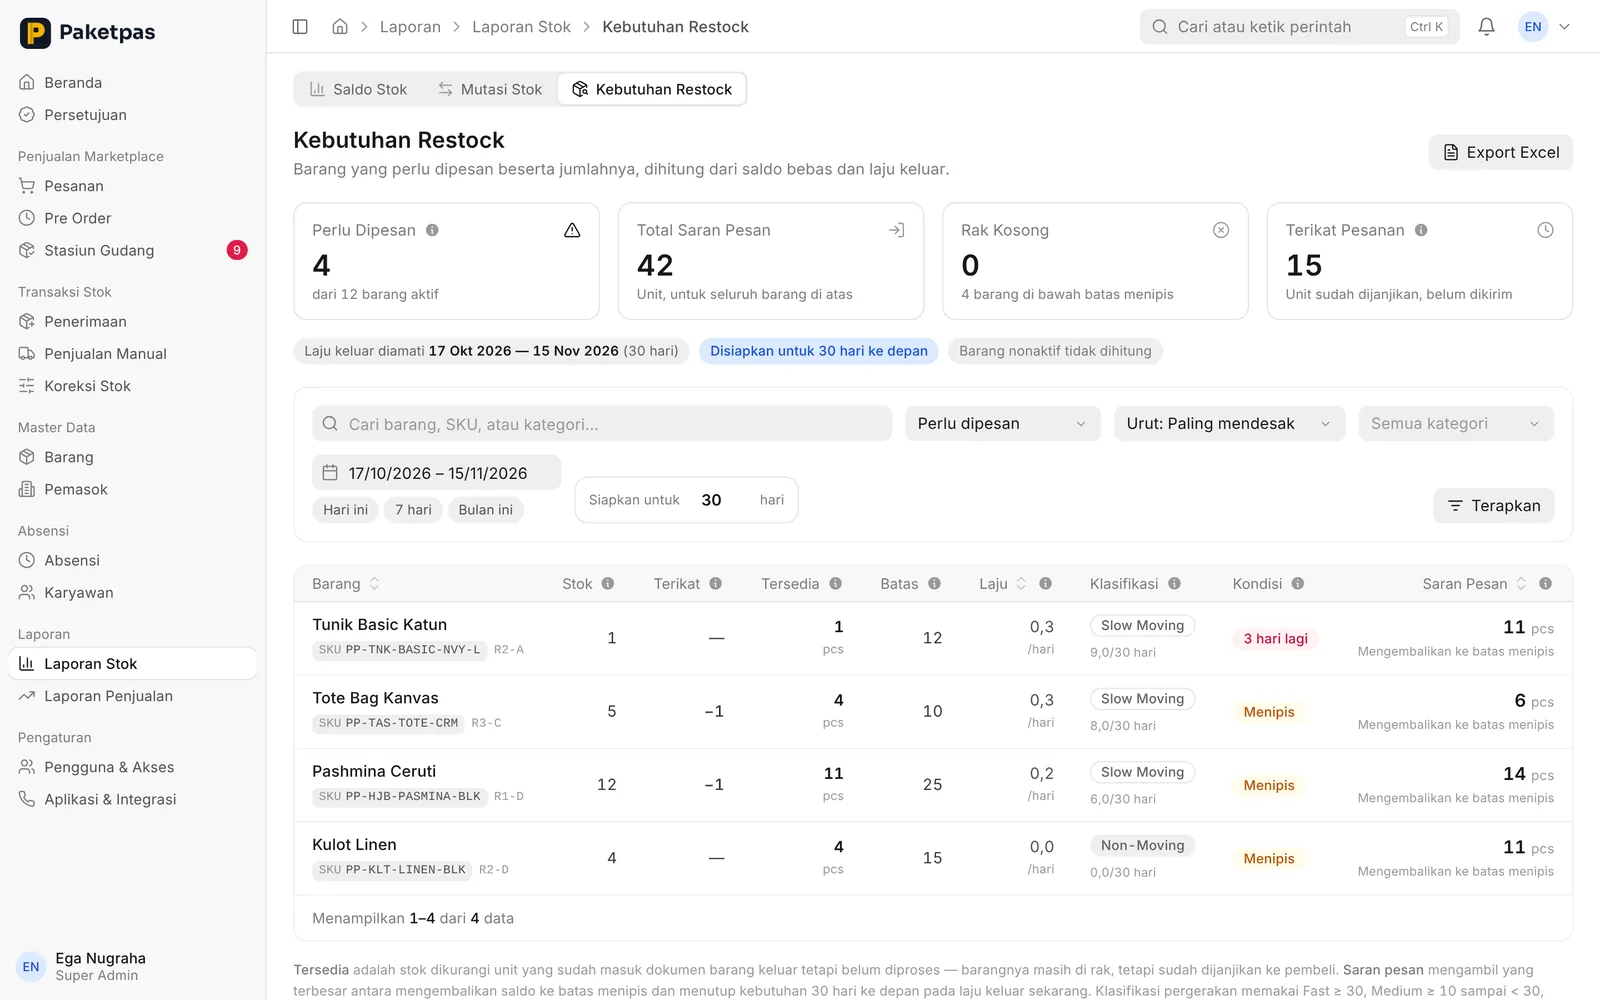 Paketpas
Beranda
Persetujuan
Penjualan Marketplace
Pesanan
Pre Order
Stasiun Gudang 9
Transaksi Stok
Penerimaan
Penjualan Manual
Koreksi Stok
Master Data
Barang
Pemasok
Absensi
Absensi
Karyawan
Laporan
Laporan Stok
Laporan Penjualan
Pengaturan
Pengguna & Akses
Aplikasi & Integrasi
EN Ega Nugraha
Super Admin
Laporan Laporan Stok Kebutuhan Restock
Cari atau ketik perintah Ctrl K EN
Saldo Stok Mutasi Stok Kebutuhan Restock
Kebutuhan Restock
Barang yang perlu dipesan beserta jumlahnya, dihitung dari saldo bebas dan laju keluar.
Export Excel
Perlu Dipesan
4
dari 12 barang aktif
Total Saran Pesan
42
Unit, untuk seluruh barang di atas
Rak Kosong
0
4 barang di bawah batas menipis
Terikat Pesanan
15
Unit sudah dijanjikan, belum dikirim
Laju keluar diamati 17 Okt 2026 — 15 Nov 2026 (30 hari) Disiapkan untuk 30 hari ke depan Barang nonaktif tidak dihitung
Cari barang, SKU, atau kategori... Perlu dipesan Urut: Paling mendesak Semua kategori
17/10/2026 – 15/11/2026
Hari ini 7 hari Bulan ini
Siapkan untuk 30 hari
Terapkan
Barang Stok Terikat Tersedia Batas Laju Klasifikasi Kondisi Saran Pesan
Tunik Basic Katun
SKU PP-TNK-BASIC-NVY-L R2-A
1 — 1 pcs 12 0,3 /hari
Slow Moving
9,0/30 hari
3 hari lagi
11 pcs
Mengembalikan ke batas menipis
Tote Bag Kanvas
SKU PP-TAS-TOTE-CRM R3-C
5 −1 4 pcs 10 0,3 /hari
Slow Moving
8,0/30 hari
Menipis
6 pcs
Mengembalikan ke batas menipis
Pashmina Ceruti
SKU PP-HJB-PASMINA-BLK R1-D
12 −1 11 pcs 25 0,2 /hari
Slow Moving
6,0/30 hari
Menipis
14 pcs
Mengembalikan ke batas menipis
Kulot Linen
SKU PP-KLT-LINEN-BLK R2-D
4 — 4 pcs 15 0,0 /hari
Non-Moving
0,0/30 hari
Menipis
11 pcs
Mengembalikan ke batas menipis
Menampilkan 1–4 dari 4 data
Tersedia adalah stok dikurangi unit yang sudah masuk dokumen barang keluar tetapi belum diproses — barangnya masih di rak, tetapi sudah dijanjikan ke pembeli. Saran pesan mengambil yang
terbesar antara mengembalikan saldo ke batas menipis dan menutup kebutuhan 30 hari ke depan pada laju keluar sekarang. Klasifikasi pergerakan memakai Fast ≥ 30, Medium ≥ 10 sampai < 30,